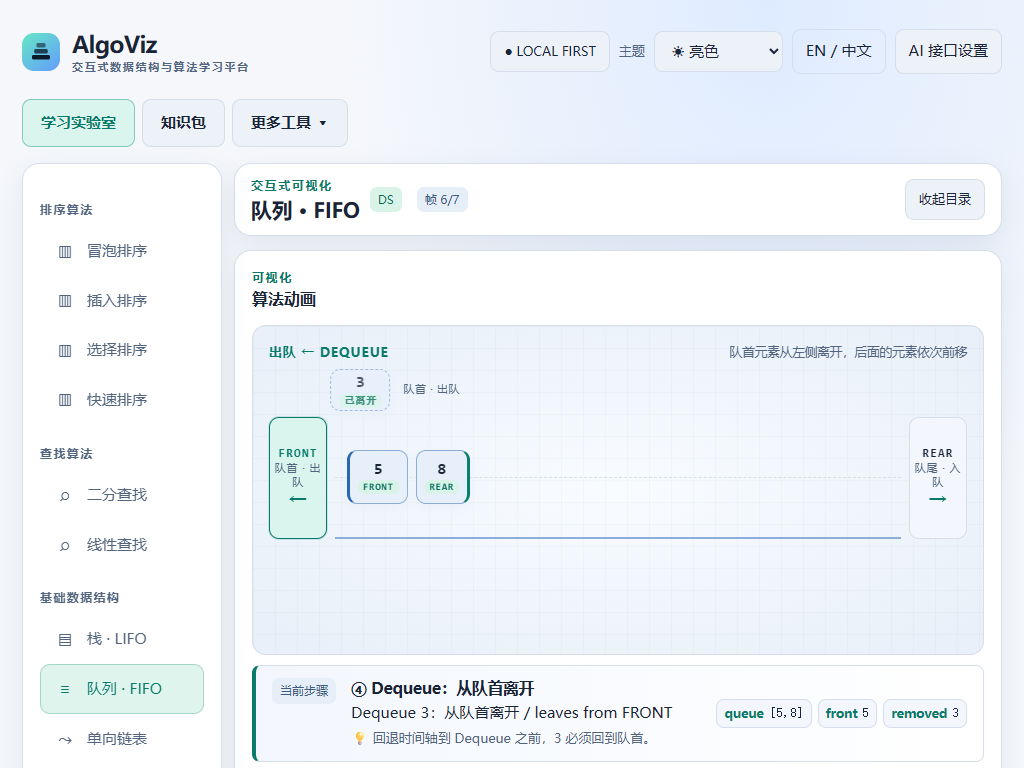 AlgoViz
交互式数据结构与算法学习平台
● LOCAL FIRST
主题
☀ 亮色
EN / 中文
AI 接口设置
学习实验室
知识包
更多工具 ▾
排序算法
▥ 冒泡排序
▥ 插入排序
▥ 选择排序
▥ 快速排序
查找算法
⌕ 二分查找
⌕ 线性查找
基础数据结构
▤ 栈 · LIFO
≡ 队列 · FIFO
⤳ 单向链表
交互式可视化
队列 • FIFO
DS
帧 6/7
收起目录
可视化
算法动画
出队 ← DEQUEUE
队首元素从左侧离开，后面的元素依次前移
3
已离开
队首 · 出队
FRONT
队首 · 出
队
←
5
FRONT
8
REAR
REAR
队尾 · 入
队
→
当前步骤
④ Dequeue：从队首离开
Dequeue 3：从队首离开 / leaves from FRONT
💡 回退时间轴到 Dequeue 之前，3 必须回到队首。
queue [5,8]
front 5
removed 3